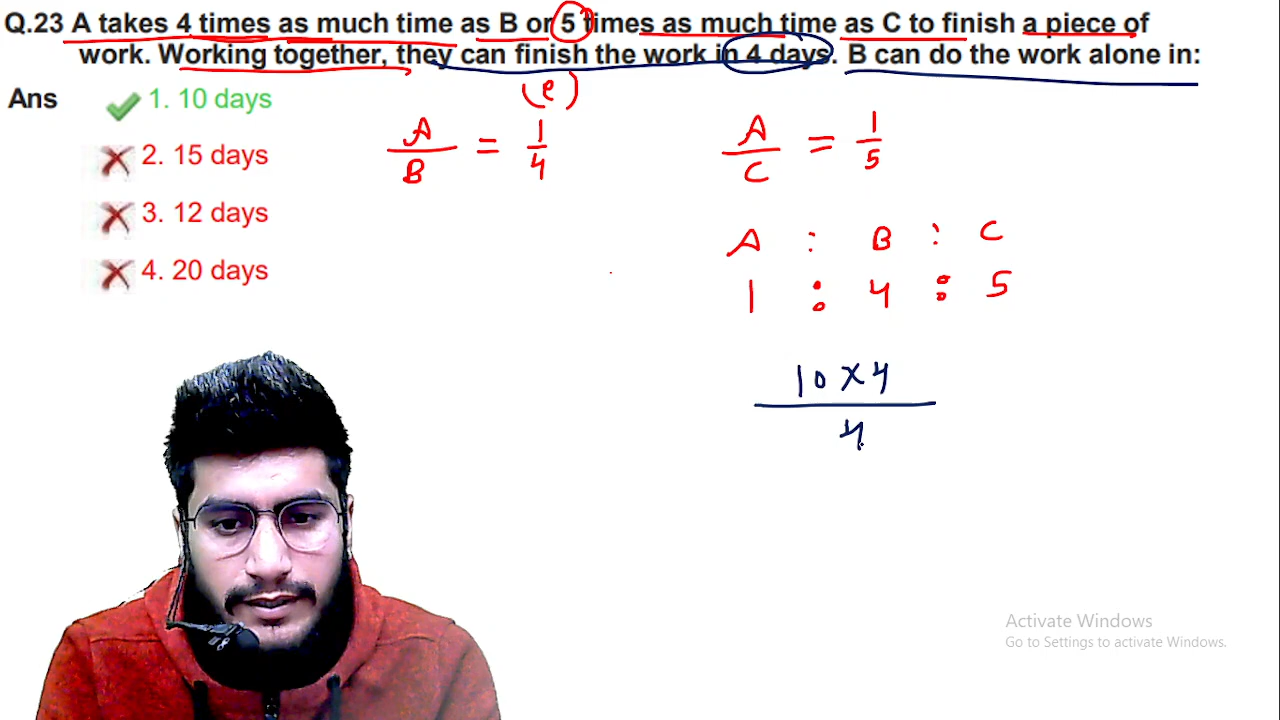 Q.23 A takes 4 times as much time as B or 5 times as much time as C to finish a piece of
work. Working together, they can finish the work in 4 days. B can do the work alone in:
Ans 1. 10 days
2. 15 days
3. 12 days
4. 20 days
(e)
A/B = 1/4
A/C = 1/5
A : B : C
1 : 4 : 5
10 x 4
4
Activate Windows
Go to Settings to activate Windows.